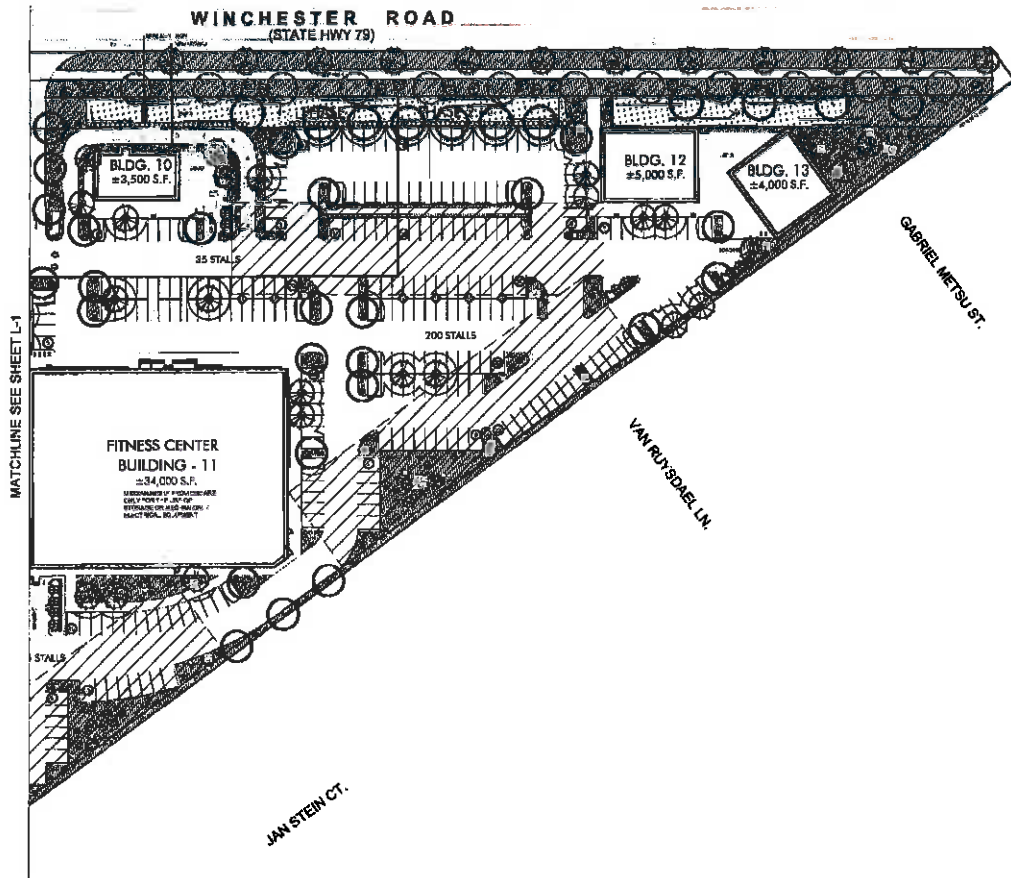 WINCHESTER ROAD
(STATE HWY 79)
BLDG. 10
±3,500 S.F.
BLDG. 12
±5,000 S.F.
BLDG. 13
±4,000 S.F.
35 STALLS
200 STALLS
GABRIEL METSU ST.
MATCHLINE SEE SHEET L-1
FITNESS CENTER
BUILDING - 11
±34,000 S.F.
VAN RUYSDAEL LN.
STALLS
JAN STEIN CT.